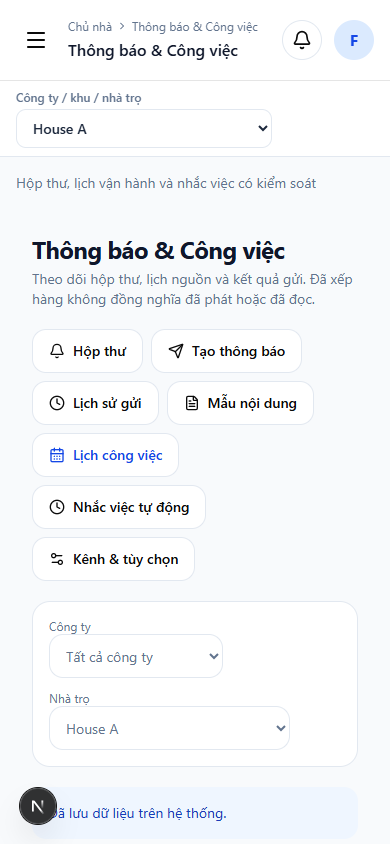 Chủ nhà > Thông báo & Công việc
Thông báo & Công việc
F
Công ty / khu / nhà trọ
House A
Hộp thư, lịch vận hành và nhắc việc có kiểm soát
Thông báo & Công việc
Theo dõi hộp thư, lịch nguồn và kết quả gửi. Đã xếp
hàng không đồng nghĩa đã phát hoặc đã đọc.
Hộp thư
Tạo thông báo
Lịch sử gửi
Mẫu nội dung
Lịch công việc
Nhắc việc tự động
Kênh & tùy chọn
Công ty
Tất cả công ty
Nhà trọ
House A
N
Đã lưu dữ liệu trên hệ thống.